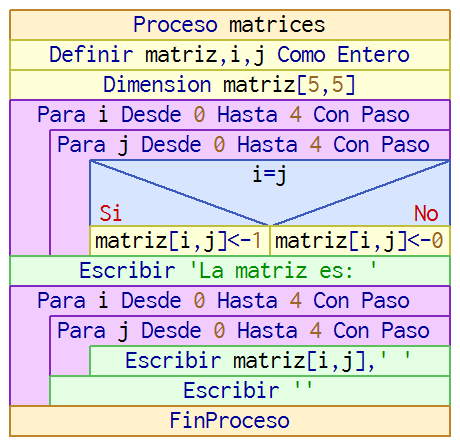 Proceso matrices
Definir matriz,i,j Como Entero
Dimension matriz[5,5]
Para i Desde 0 Hasta 4 Con Paso
Para j Desde 0 Hasta 4 Con Paso
i=j
Si No
matriz[i,j]<-1 matriz[i,j]<-0
Escribir 'La matriz es: '
Para i Desde 0 Hasta 4 Con Paso
Para j Desde 0 Hasta 4 Con Paso
Escribir matriz[i,j],' '
Escribir ''
FinProceso